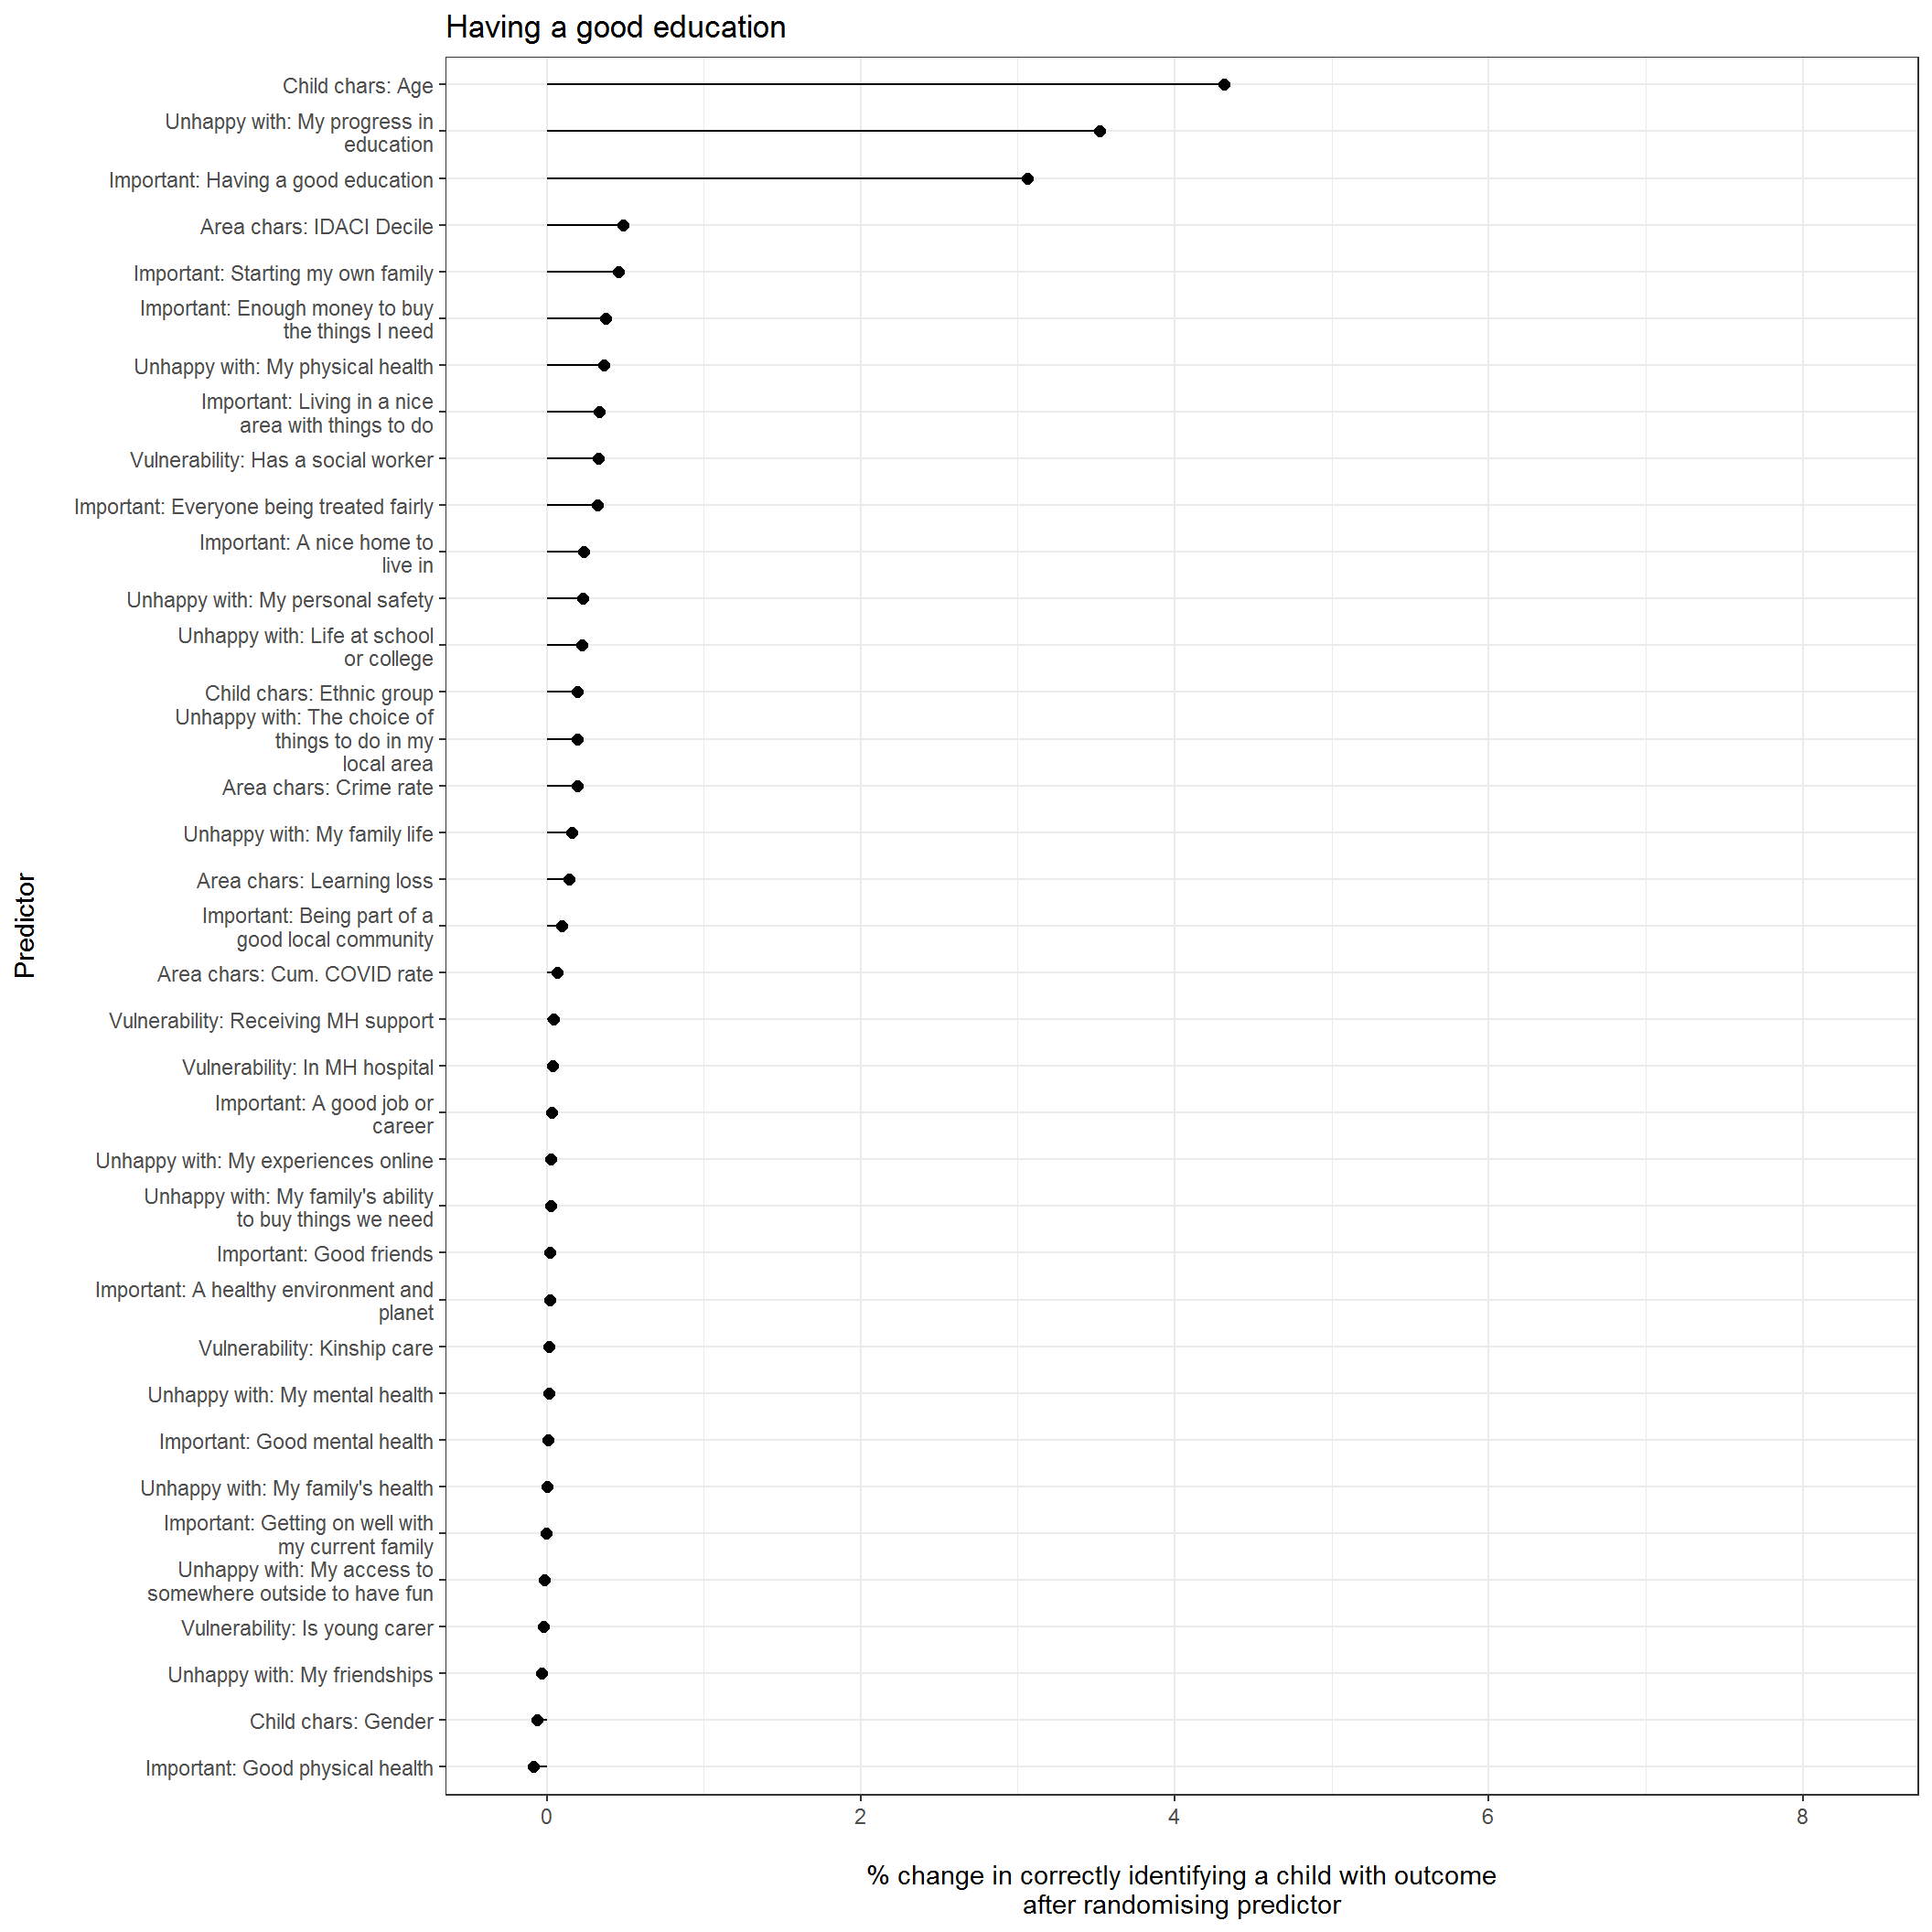 Having a good education
Child chars: Age
Unhappy with: My progress in
education
Important: Having a good education
Area chars: IDACI Decile
Important: Starting my own family
Important: Enough money to buy
the things I need
Unhappy with: My physical health
Important: Living in a nice
area with things to do
Vulnerability: Has a social worker
Important: Everyone being treated fairly
Important: A nice home to
live in
Unhappy with: My personal safety
Unhappy with: Life at school
or college
Child chars: Ethnic group
Unhappy with: The choice of
things to do in my
local area
Area chars: Crime rate
Unhappy with: My family life
Area chars: Learning loss
Important: Being part of a
good local community
Area chars: Cum. COVID rate
Vulnerability: Receiving MH support
Vulnerability: In MH hospital
Important: A good job or
career
Unhappy with: My experiences online
Unhappy with: My family's ability
to buy things we need
Important: Good friends
Important: A healthy environment and
planet
Vulnerability: Kinship care
Unhappy with: My mental health
Important: Good mental health
Unhappy with: My family's health
Important: Getting on well with
my current family
Unhappy with: My access to
somewhere outside to have fun
Vulnerability: Is young carer
Unhappy with: My friendships
Child chars: Gender
Important: Good physical health
Predictor
0 2 4 6 8
% change in correctly identifying a child with outcome
after randomising predictor